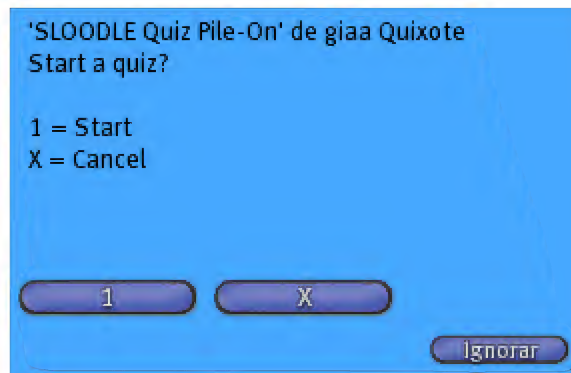 'SLOODLE Quiz Pile-On' de giaa Quixote
Start a quiz?
1 = Start
X = Cancel
1 X
Ignorar